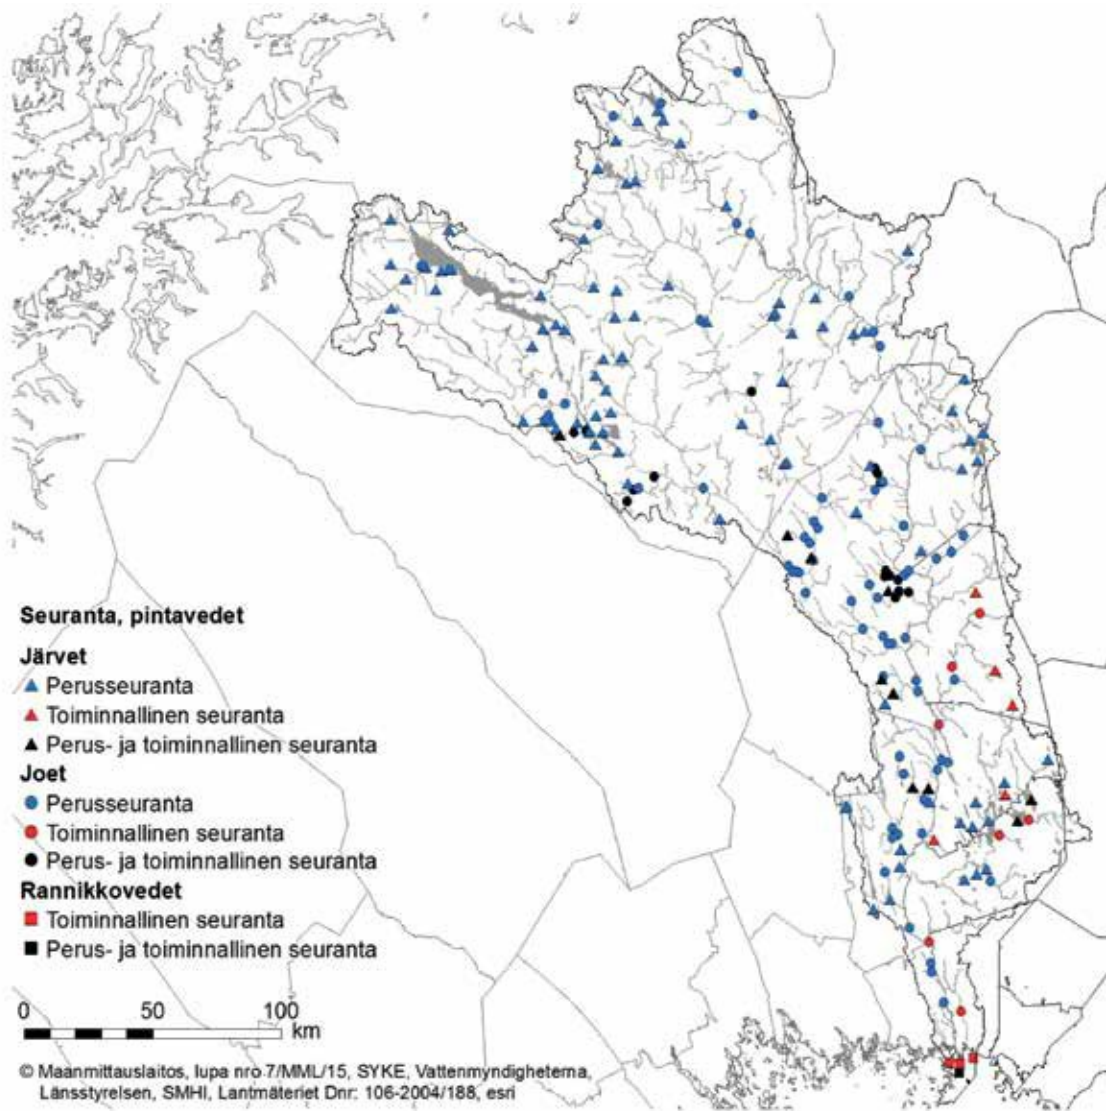 Seuranta, pintavedet
Järvet
Perusseuranta
Toiminnallinen seuranta
Perus- ja toiminnallinen seuranta
Joet
Perusseuranta
Toiminnallinen seuranta
Perus- ja toiminnallinen seuranta
Rannikkovedet
Toiminnallinen seuranta
Perus- ja toiminnallinen seuranta
0 50 100
km
© Maanmittauslaitos, lupa nro 7/MML/15, SYKE, Vattenmyndigheterna,
Länsstyrelsen, SMHI, Lantmäteriet Dnr: 106-2004/188, esri